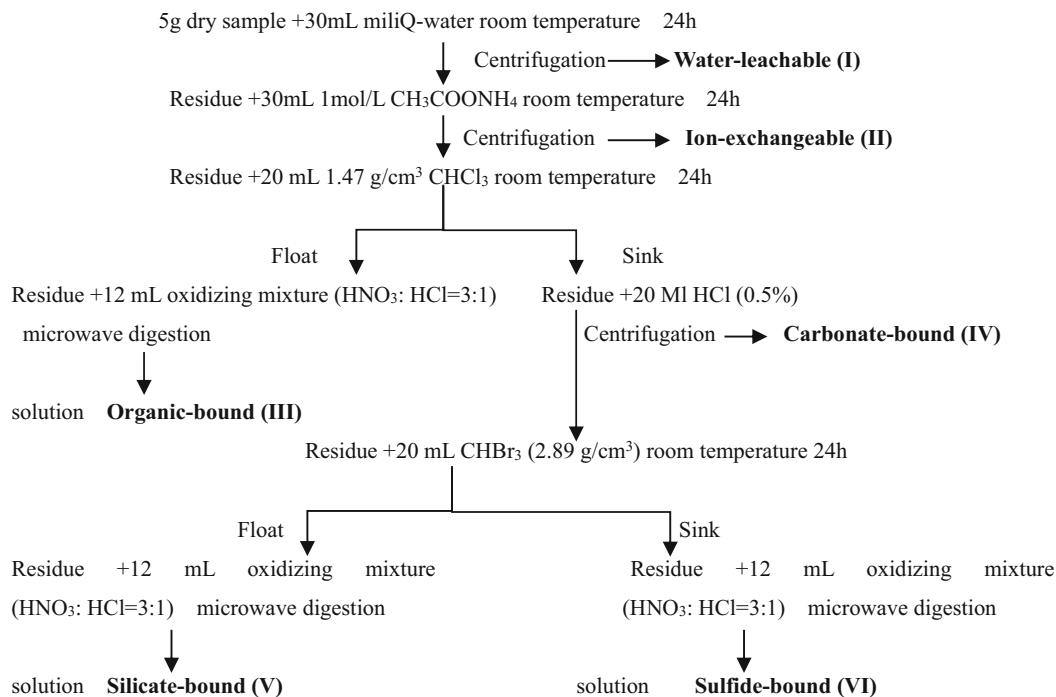 5g dry sample +30mL miliQ-water room temperature 24h
Centrifugation Water-leachable (I)
Residue +30mL 1mol/L CH₃COONH₄ room temperature 24h
Centrifugation Ion-exchangeable (II)
Residue +20 mL 1.47 g/cm³ CHCl₃ room temperature 24h
Float Sink
Residue +12 mL oxidizing mixture (HNO₃: HCl=3:1) Residue +20 Ml HCl (0.5%)
microwave digestion Centrifugation Carbonate-bound (IV)
solution Organic-bound (III)
Residue +20 mL CHBr₃ (2.89 g/cm³) room temperature 24h
Float Sink
Residue +12 mL oxidizing mixture Residue +12 mL oxidizing mixture
(HNO₃: HCl=3:1) microwave digestion (HNO₃: HCl=3:1) microwave digestion
solution Silicate-bound (V) solution Sulfide-bound (VI)